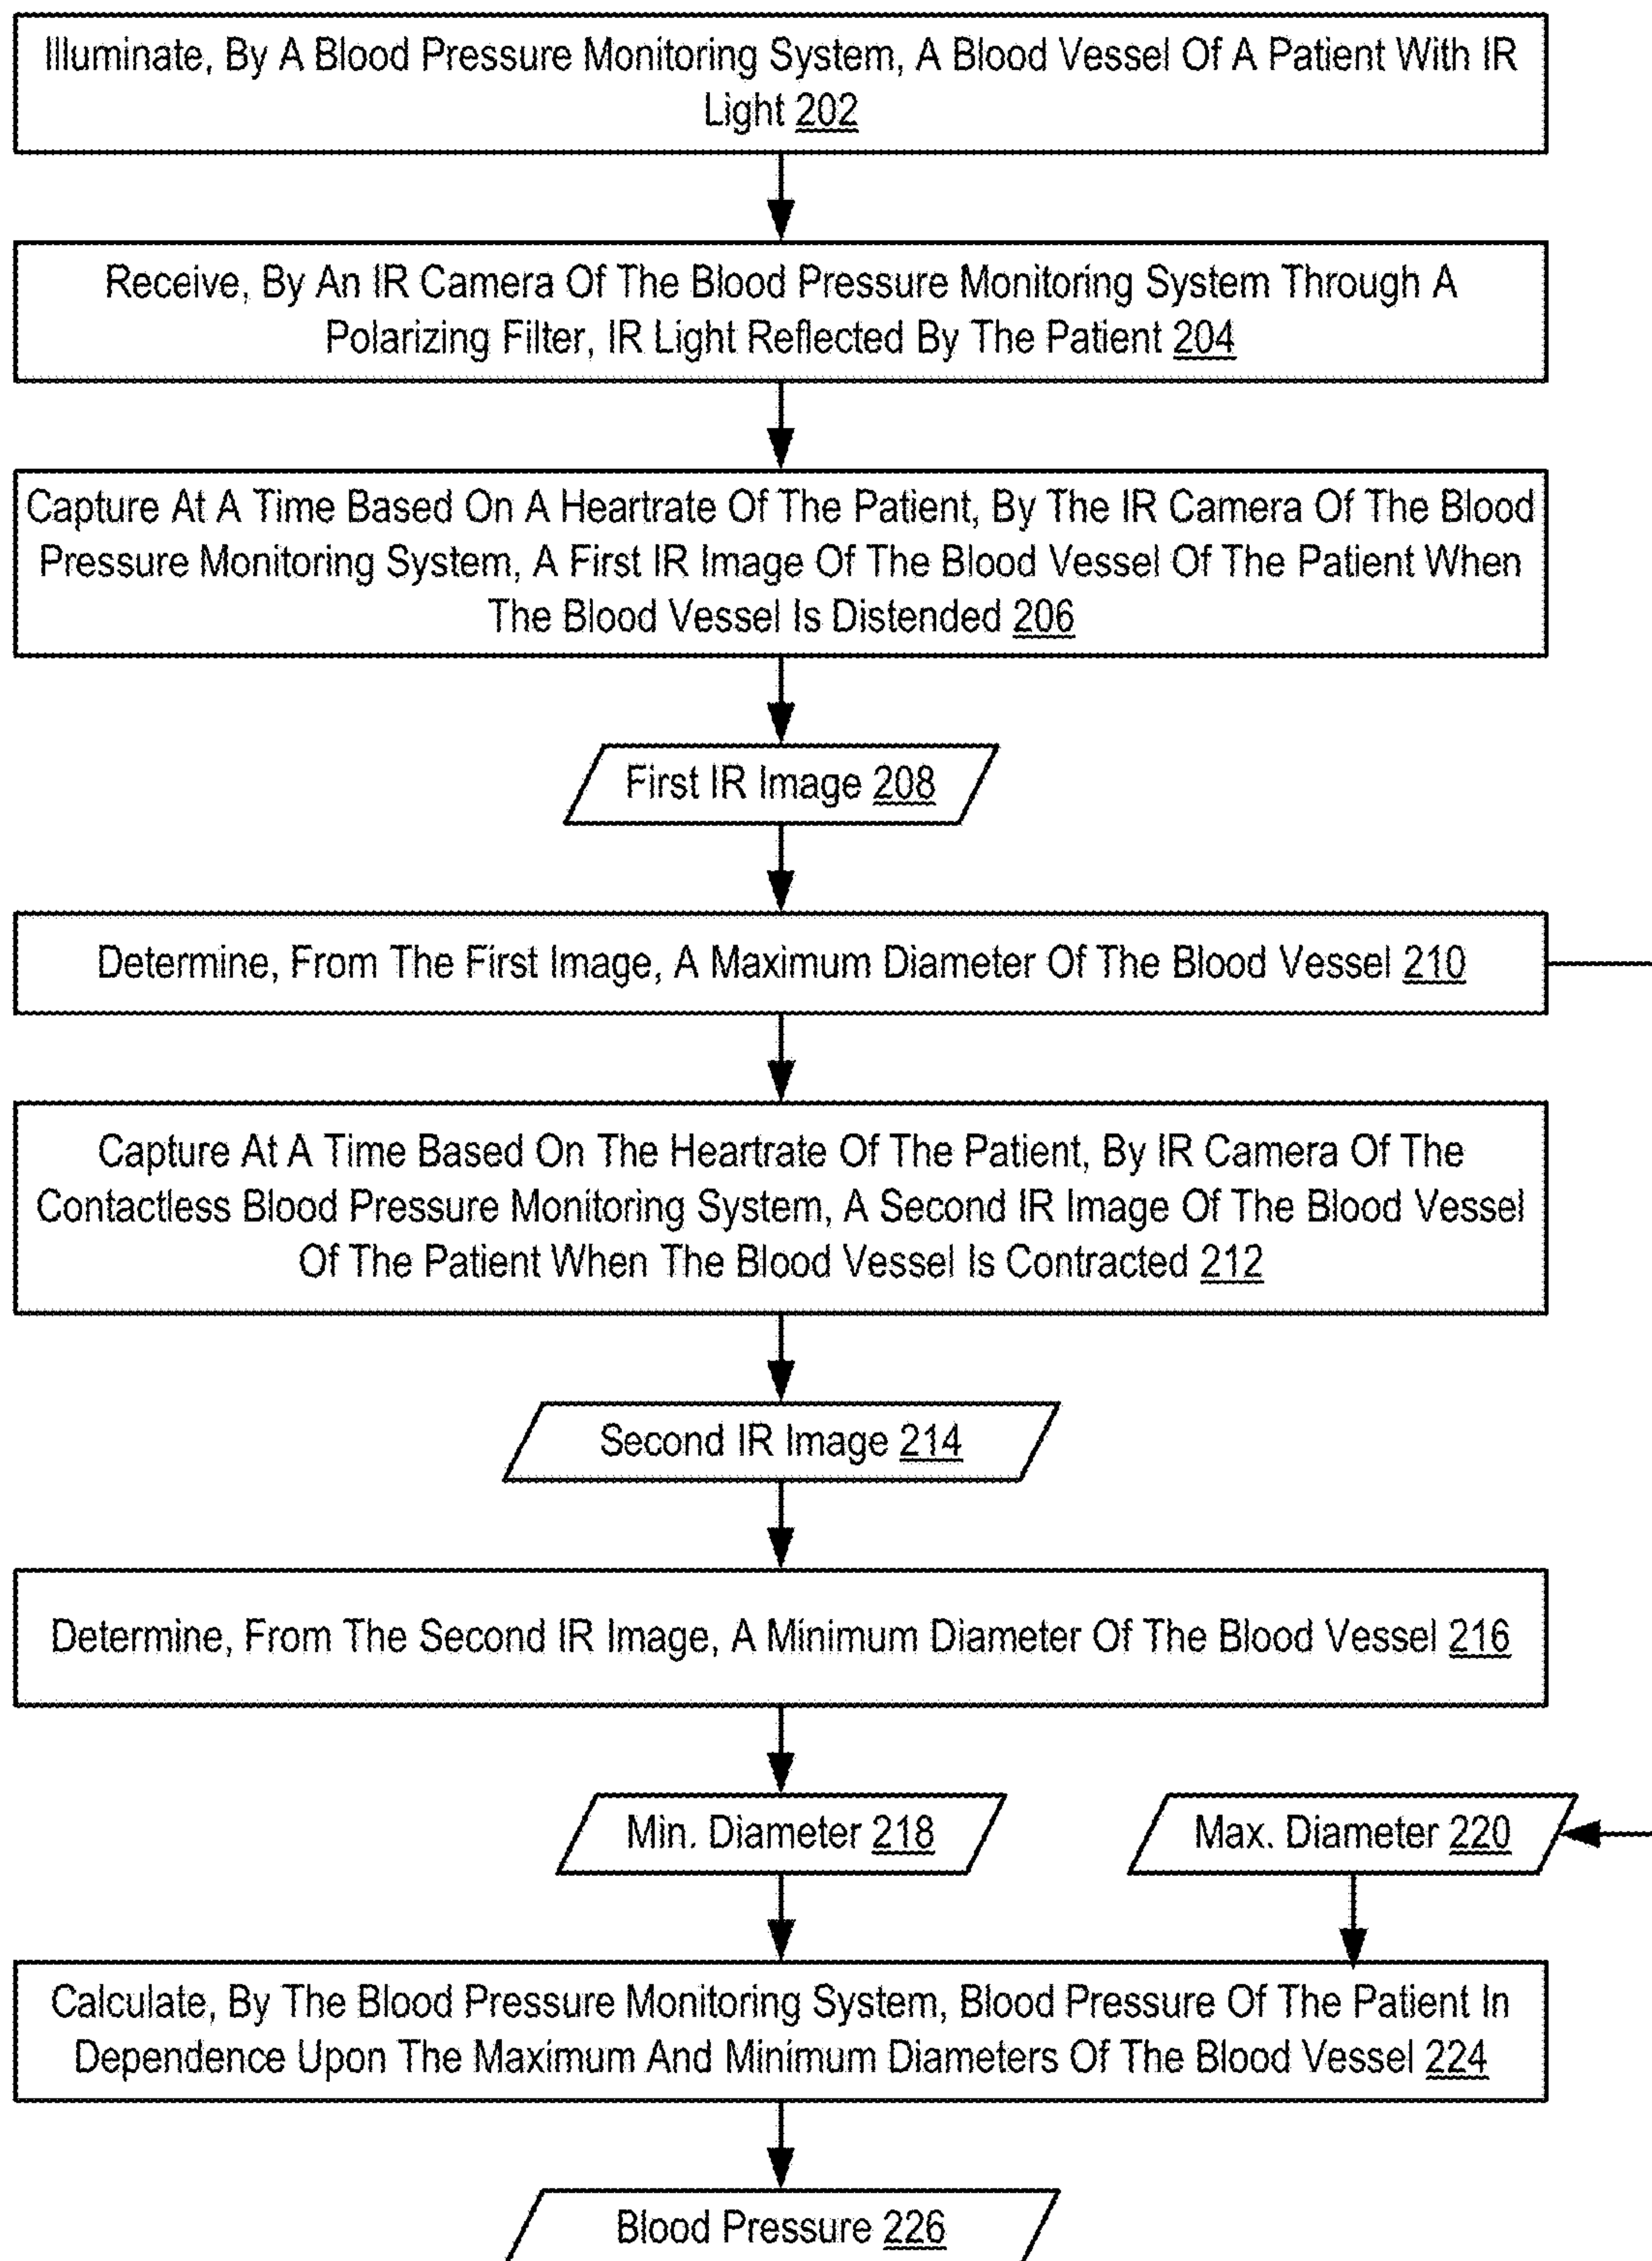 Illuminate, By A Blood Pressure Monitoring System, A Blood Vessel Of A Patient With IR
Light 202
Receive, By An IR Camera Of The Blood Pressure Monitoring System Through A
Polarizing Filter, IR Light Reflected By The Patient 204
Capture At A Time Based On A Heartrate Of The Patient, By The IR Camera Of The Blood
Pressure Monitoring System, A First IR Image Of The Blood Vessel Of The Patient When
The Blood Vessel Is Distended 206
First IR Image 208
Determine, From The First Image, A Maximum Diameter Of The Blood Vessel 210
Capture At A Time Based On The Heartrate Of The Patient, By IR Camera Of The
Contactless Blood Pressure Monitoring System, A Second IR Image Of The Blood Vessel
Of The Patient When The Blood Vessel Is Contracted 212
Second IR Image 214
Determine, From The Second IR Image, A Minimum Diameter Of The Blood Vessel 216
Min. Diameter 218
Max. Diameter 220
Calculate, By The Blood Pressure Monitoring System, Blood Pressure Of The Patient In
Dependence Upon The Maximum And Minimum Diameters Of The Blood Vessel 224
Blood Pressure 226